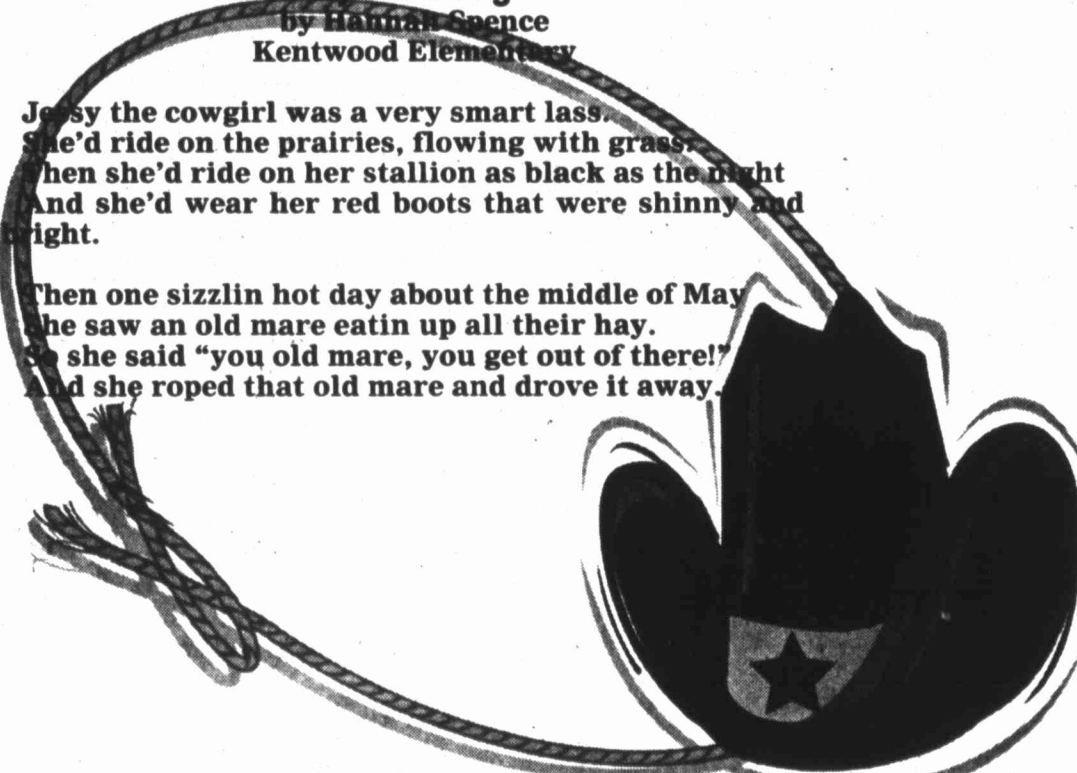 by Hannah Spence
Kentwood Elementary
Jessy the cowgirl was a very smart lass.
She'd ride on the prairies, flowing with grass.
Then she'd ride on her stallion as black as the night
And she'd wear her red boots that were shinny and
bright.
Then one sizzlin hot day about the middle of May
She saw an old mare eatin up all their hay.
So she said “you old mare, you get out of there!”
And she roped that old mare and drove it away.